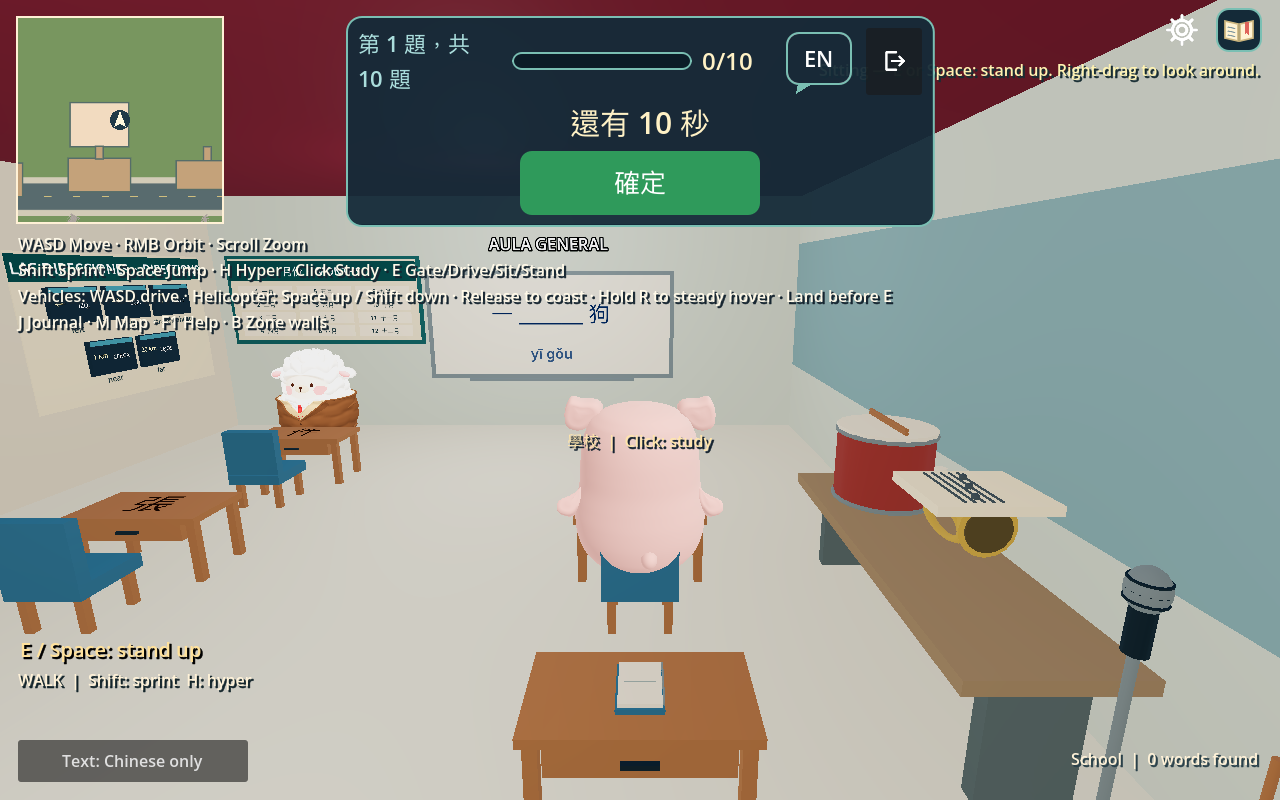 第 1 題，共
10 題
0/10
EN
還有 10 秒
確定
Space: stand up. Right-drag to look around.
WASD Move · RMB Orbit · Scroll Zoom
Shift Sprint · Space Jump · H Hyper · Click Study · E Gate/Drive/Sit/Stand
Vehicles: WASD drive · Helicopter: Space up / Shift down · Release to coast · Hold R to steady hover · Land before E
J Journal · M Map · F1 Help · B Zone walls
AULA GENERAL
一 ______ 狗
yī gǒu
near
far
張
學校 | Click: study
E / Space: stand up
WALK | Shift: sprint H: hyper
Text: Chinese only
School | 0 words found